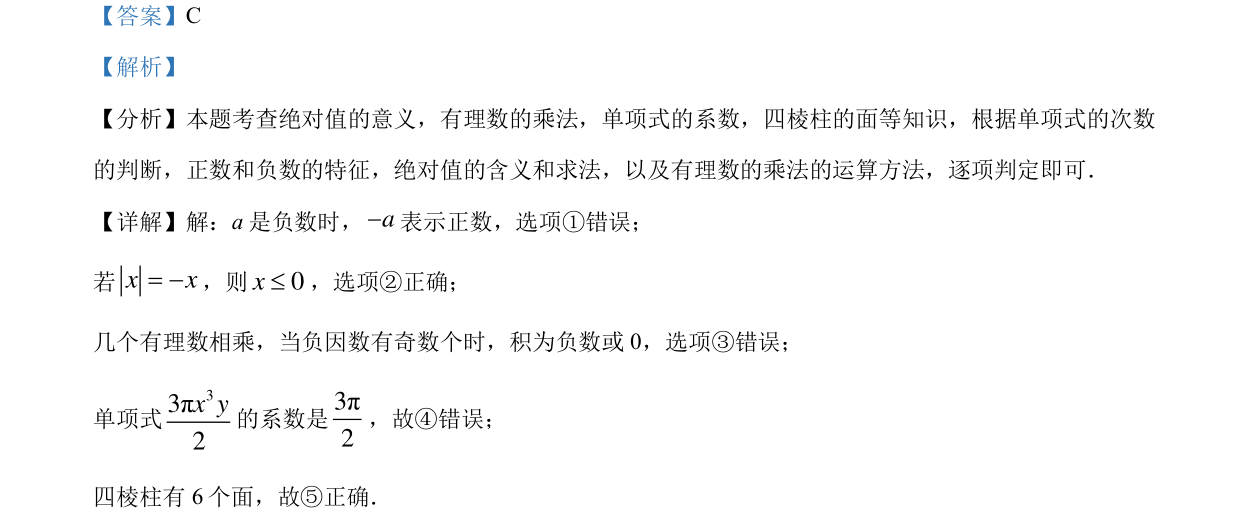 【答案】C
【解析】
【分析】本题考查绝对值的意义，有理数的乘法，单项式的系数，四棱柱的面等知识，根据单项式的次数
的判断，正数和负数的特征，绝对值的含义和求法，以及有理数的乘法的运算方法，逐项判定即可．
【详解】解：a 是负数时，−a 表示正数，选项①错误；
若|x|=−x，则 x≤0，选项②正确；
几个有理数相乘，当负因数有奇数个时，积为负数或 0，选项③错误；
单项式 3πx³y/2 的系数是 3π/2，故④错误；
四棱柱有 6 个面，故⑤正确．